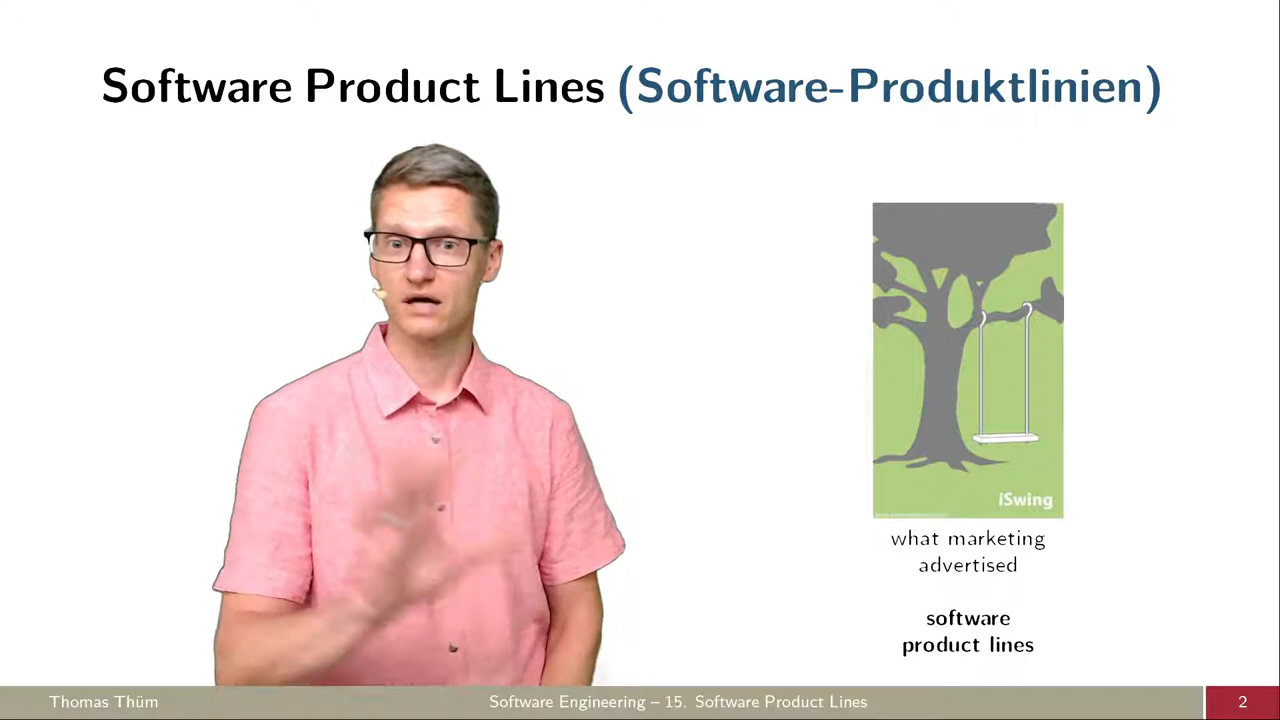 Software Product Lines (Software-Produktlinien)
iSwing
what marketing
advertised
software
product lines
Thomas Thüm
Software Engineering – 15. Software Product Lines
2